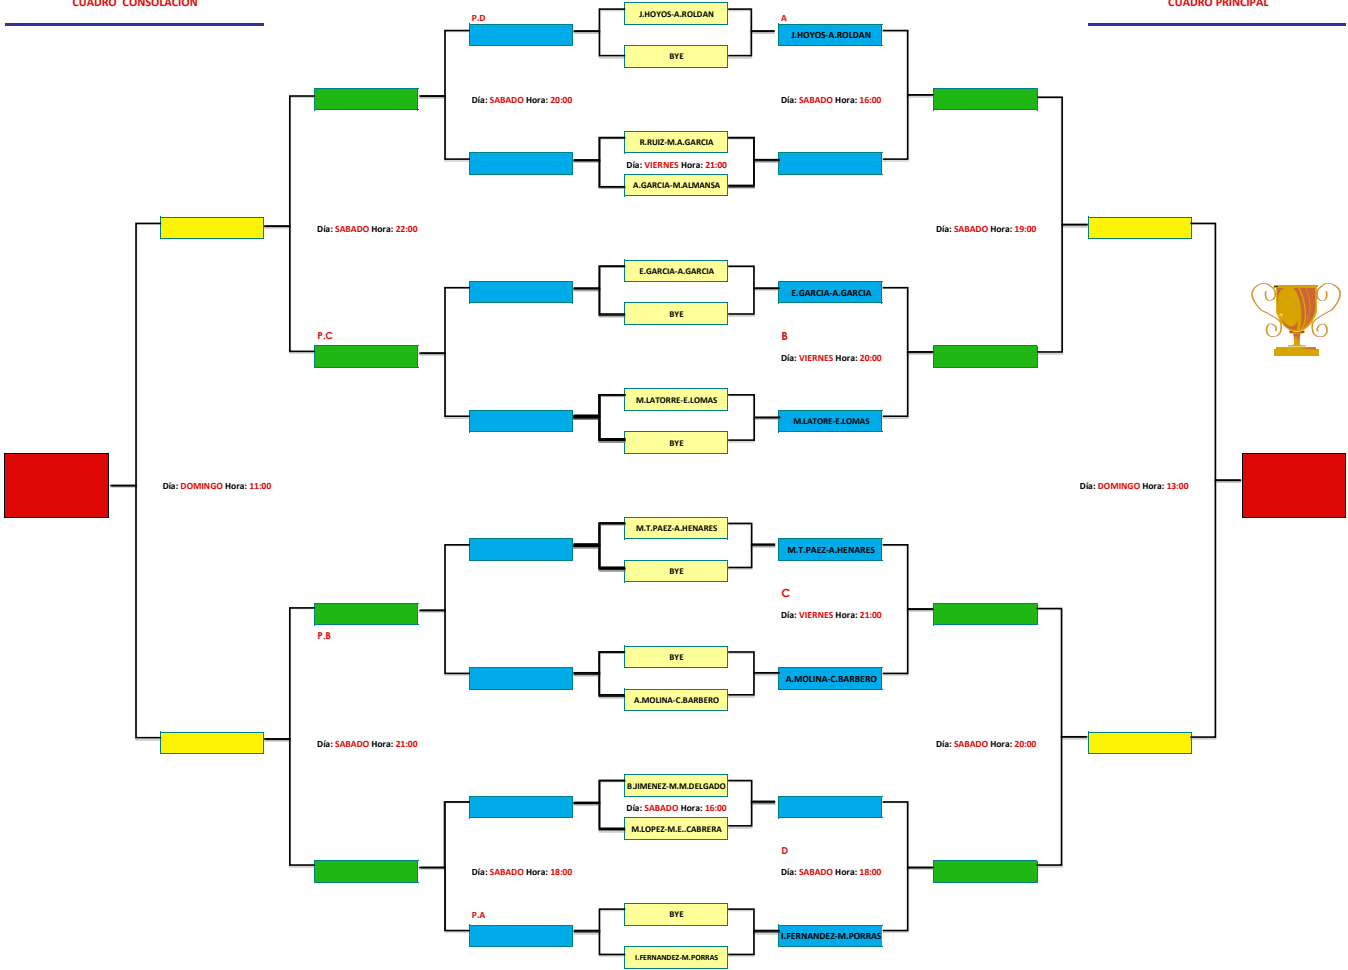 CUADRO CONSOLACIÓN
CUADRO PRINCIPAL
P.D
J.HOYOS-A.ROLDAN
A
J.HOYOS-A.ROLDAN
BYE
Día: SABADO Hora: 20:00
Día: SABADO Hora: 16:00
R.RUIZ-M.A.GARCIA
Día: VIERNES Hora: 21:00
A.GARCIA-M.ALMANSA
Día: SABADO Hora: 22:00
Día: SABADO Hora: 19:00
E.GARCIA-A.GARCIA
E.GARCIA-A.GARCIA
BYE
P.C
B
Día: VIERNES Hora: 20:00
M.LATORRE-E.LOMAS
M.LATORE-E.LOMAS
BYE
Día: DOMINGO Hora: 11:00
Día: DOMINGO Hora: 13:00
M.T.PAEZ-A.HENARES
M.T.PAEZ-A.HENARES
BYE
C
Día: VIERNES Hora: 21:00
P.B
BYE
A.MOLINA-C.BARBERO
A.MOLINA-C.BARBERO
Día: SABADO Hora: 21:00
Día: SABADO Hora: 20:00
B.JIMENEZ-M.M.DELGADO
Día: SABADO Hora: 16:00
M.LOPEZ-M.E..CABRERA
D
Día: SABADO Hora: 18:00
Día: SABADO Hora: 18:00
P.A
BYE
I.FERNANDEZ-M.PORRAS
I.FERNANDEZ-M.PORRAS